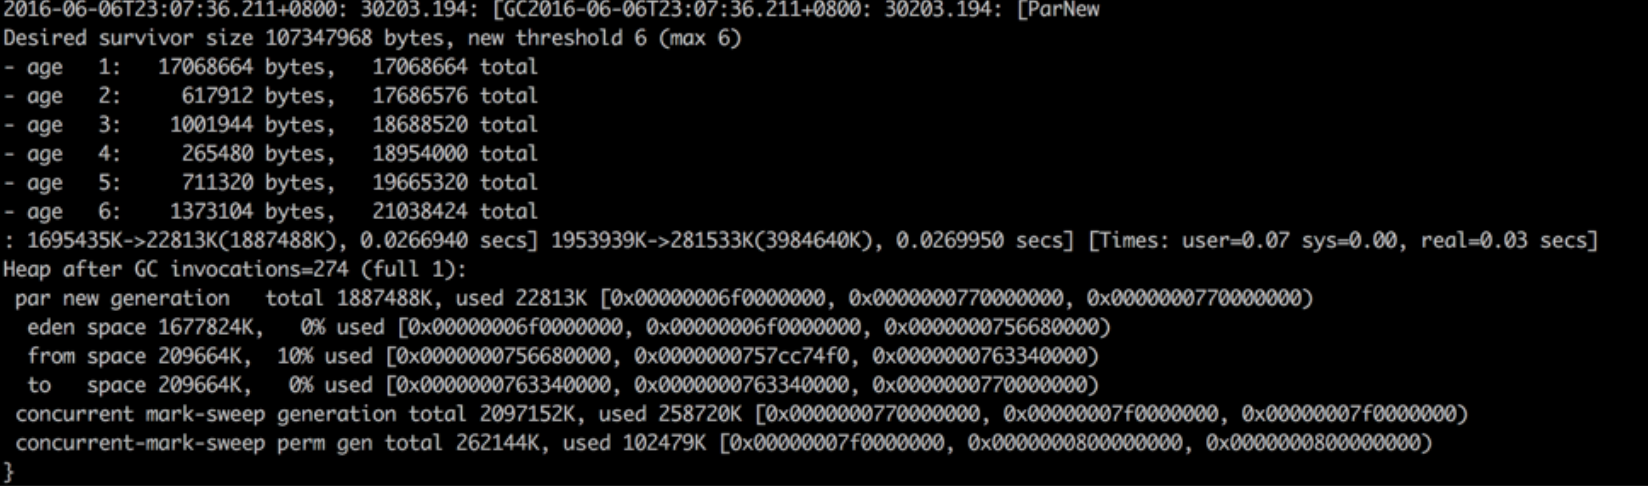 2016-06-06T23:07:36.211+0800: 30203.194: [GC2016-06-06T23:07:36.211+0800: 30203.194: [ParNew
Desired survivor size 107347968 bytes, new threshold 6 (max 6)
- age   1:   17068664 bytes,   17068664 total
- age   2:     617912 bytes,   17686576 total
- age   3:    1001944 bytes,   18688520 total
- age   4:     265480 bytes,   18954000 total
- age   5:     711320 bytes,   19665320 total
- age   6:    1373104 bytes,   21038424 total
: 1695435K->22813K(1887488K), 0.0266940 secs] 1953939K->281533K(3984640K), 0.0269950 secs] [Times: user=0.07 sys=0.00, real=0.03 secs]
Heap after GC invocations=274 (full 1):
 par new generation   total 1887488K, used 22813K [0x00000006f0000000, 0x0000000770000000, 0x0000000770000000)
  eden space 1677824K,   0% used [0x00000006f0000000, 0x00000006f0000000, 0x0000000756680000)
  from space 209664K,  10% used [0x0000000756680000, 0x0000000757cc74f0, 0x0000000763340000)
  to   space 209664K,   0% used [0x0000000763340000, 0x0000000763340000, 0x0000000770000000)
 concurrent mark-sweep generation total 2097152K, used 258720K [0x0000000770000000, 0x00000007f0000000, 0x00000007f0000000)
 concurrent-mark-sweep perm gen total 262144K, used 102479K [0x00000007f0000000, 0x0000000800000000, 0x0000000800000000)
}